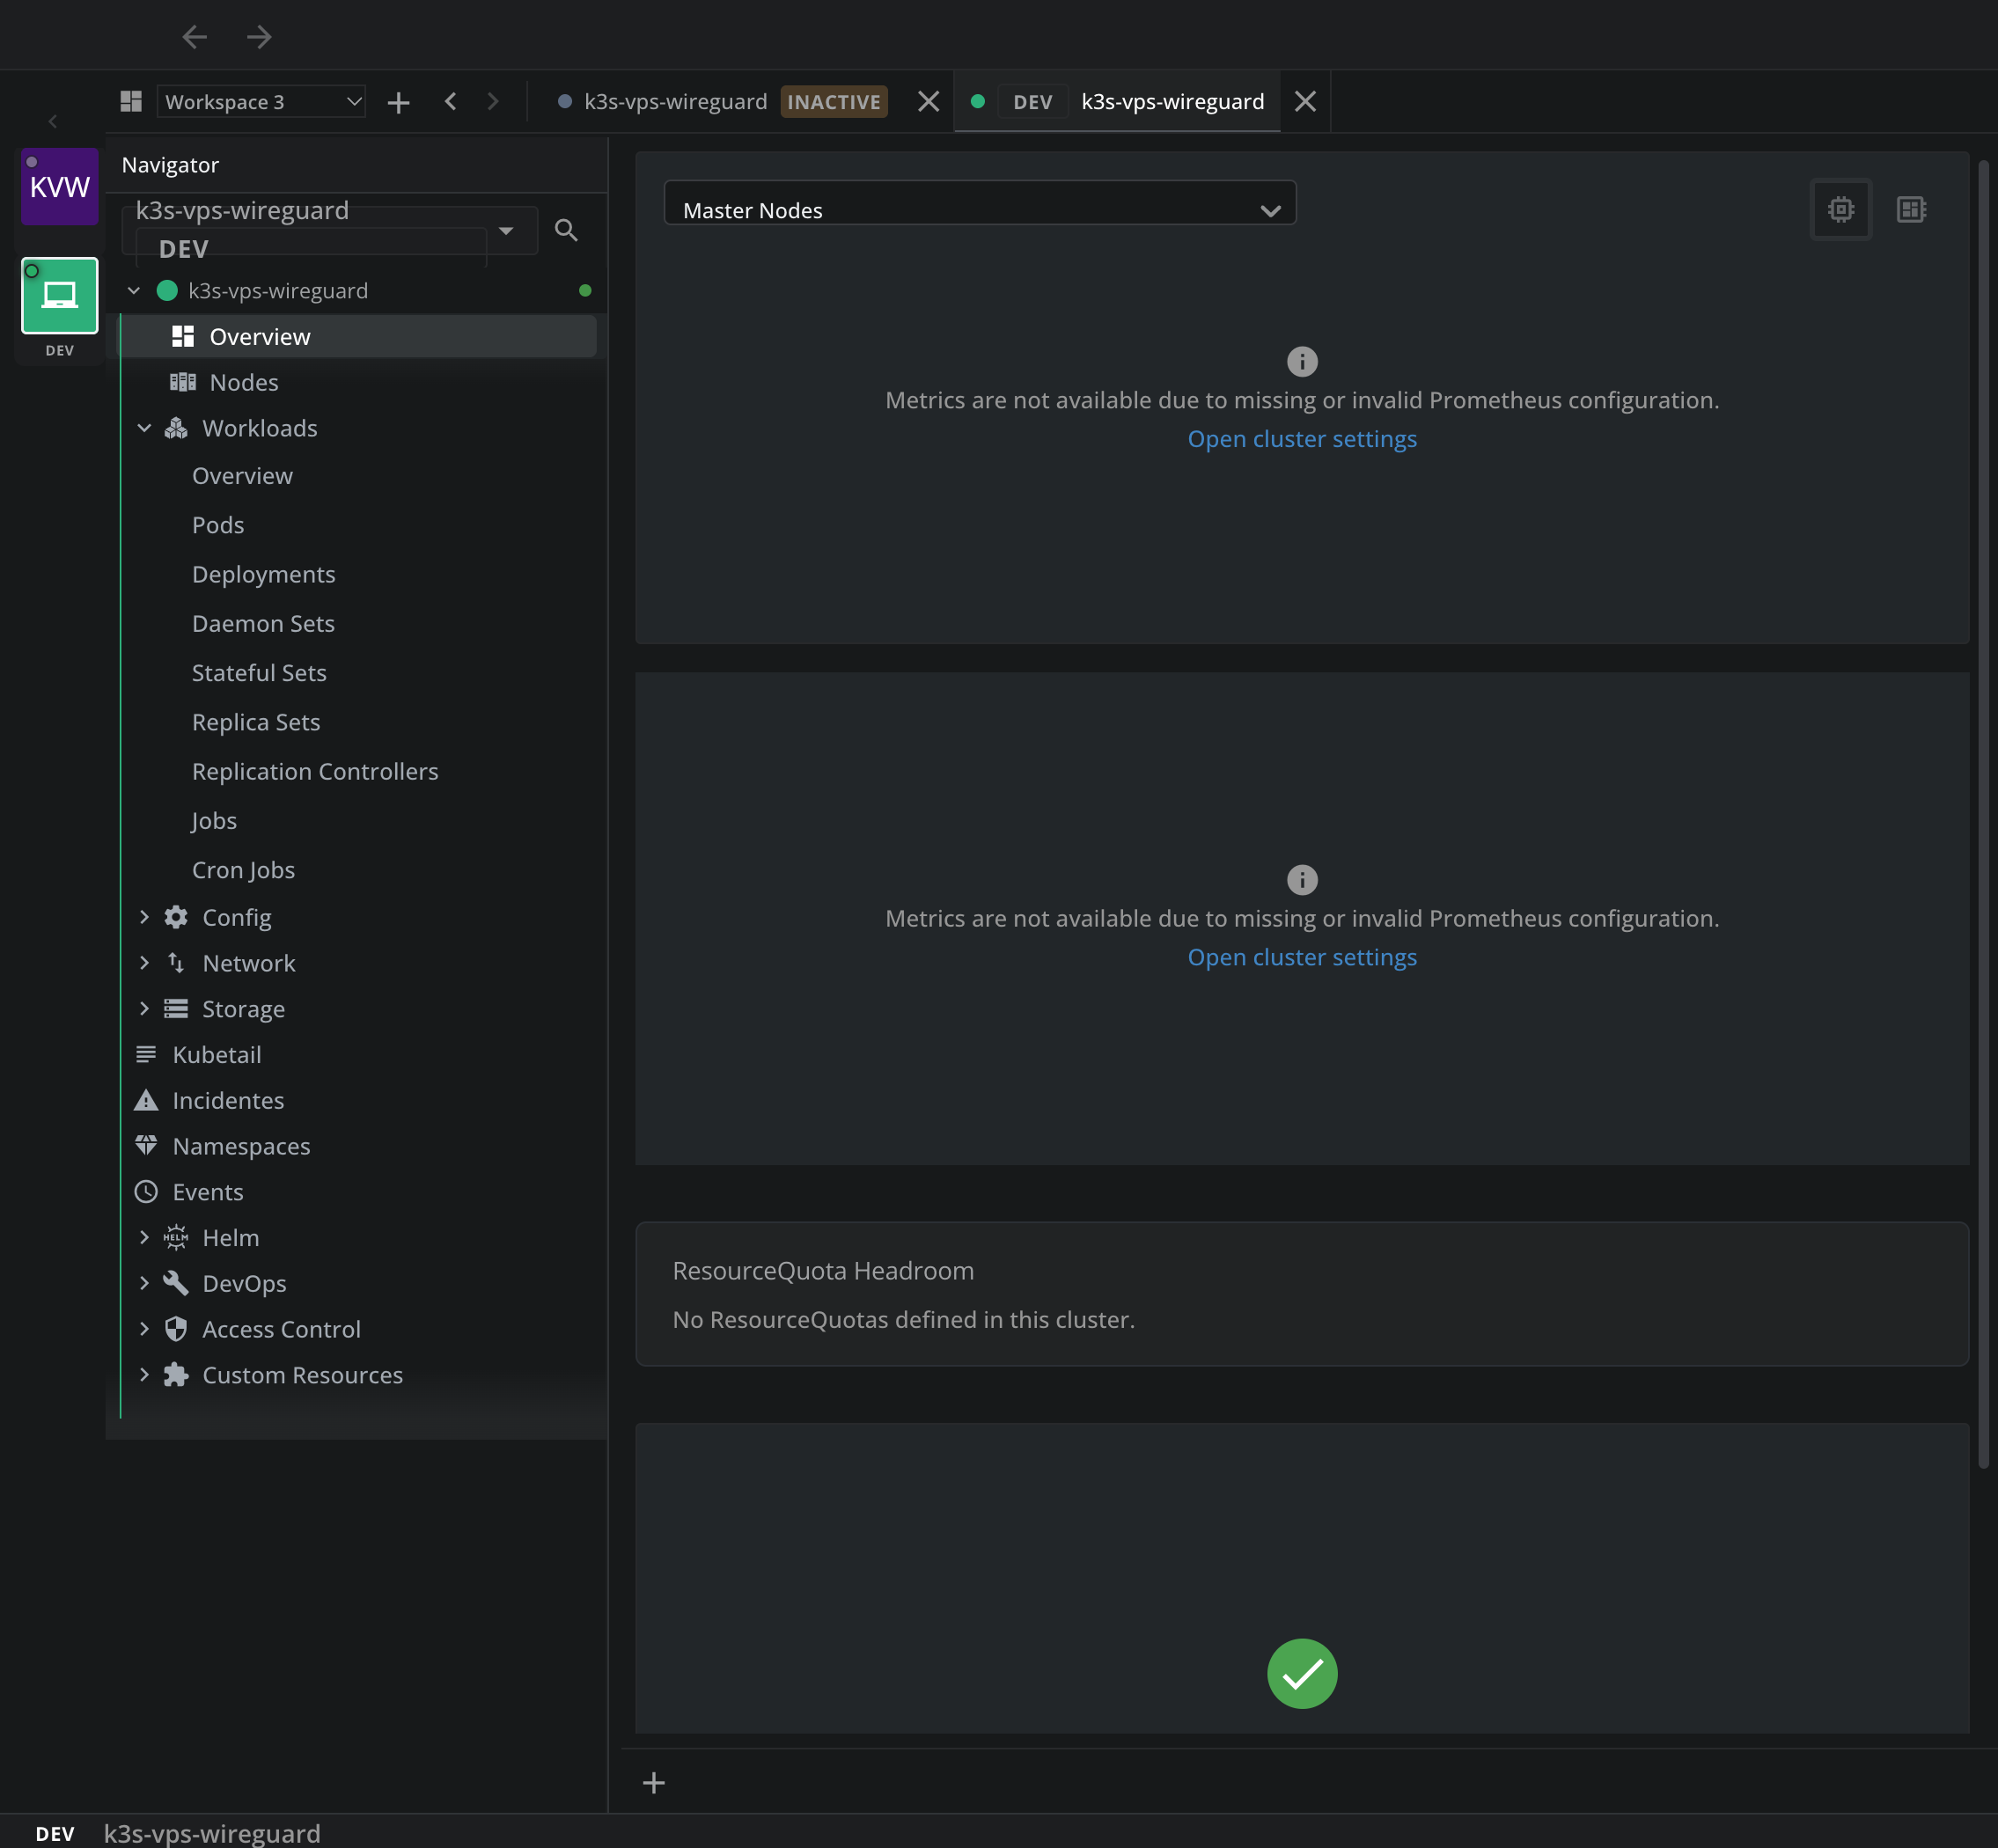 Workspace 3
k3s-vps-wireguard INACTIVE
DEV k3s-vps-wireguard
KVW
DEV
Navigator
k3s-vps-wireguard
DEV
k3s-vps-wireguard
Overview
Nodes
Workloads
Overview
Pods
Deployments
Daemon Sets
Stateful Sets
Replica Sets
Replication Controllers
Jobs
Cron Jobs
Config
Network
Storage
Kubetail
Incidentes
Namespaces
Events
HELM Helm
DevOps
Access Control
Custom Resources
Master Nodes
Metrics are not available due to missing or invalid Prometheus configuration.
Open cluster settings
Metrics are not available due to missing or invalid Prometheus configuration.
Open cluster settings
ResourceQuota Headroom
No ResourceQuotas defined in this cluster.
DEV k3s-vps-wireguard